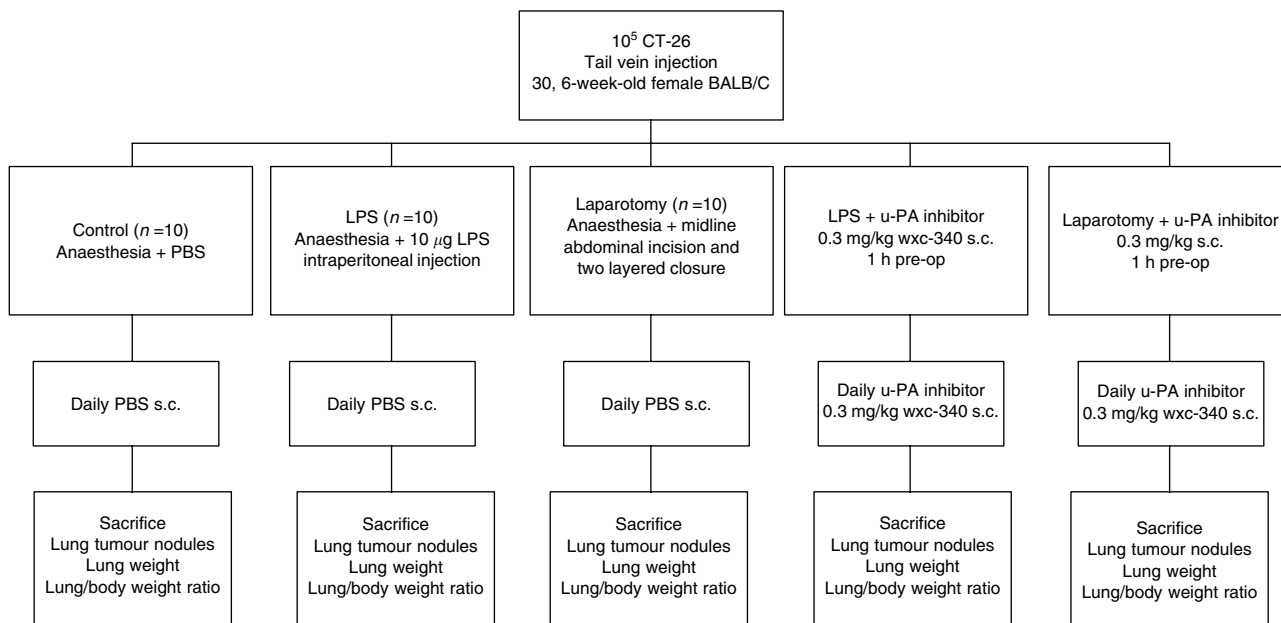 10⁵ CT-26
Tail vein injection
30, 6-week-old female BALB/C
Control (n =10)
Anaesthesia + PBS
LPS (n =10)
Anaesthesia + 10 μg LPS
intraperitoneal injection
Laparotomy (n =10)
Anaesthesia + midline
abdominal incision and
two layered closure
LPS + u-PA inhibitor
0.3 mg/kg wxc-340 s.c.
1 h pre-op
Laparotomy + u-PA inhibitor
0.3 mg/kg s.c.
1 h pre-op
Daily PBS s.c.
Daily PBS s.c.
Daily PBS s.c.
Daily u-PA inhibitor
0.3 mg/kg wxc-340 s.c.
Daily u-PA inhibitor
0.3 mg/kg wxc-340 s.c.
Sacrifice
Lung tumour nodules
Lung weight
Lung/body weight ratio
Sacrifice
Lung tumour nodules
Lung weight
Lung/body weight ratio
Sacrifice
Lung tumour nodules
Lung weight
Lung/body weight ratio
Sacrifice
Lung tumour nodules
Lung weight
Lung/body weight ratio
Sacrifice
Lung tumour nodules
Lung weight
Lung/body weight ratio